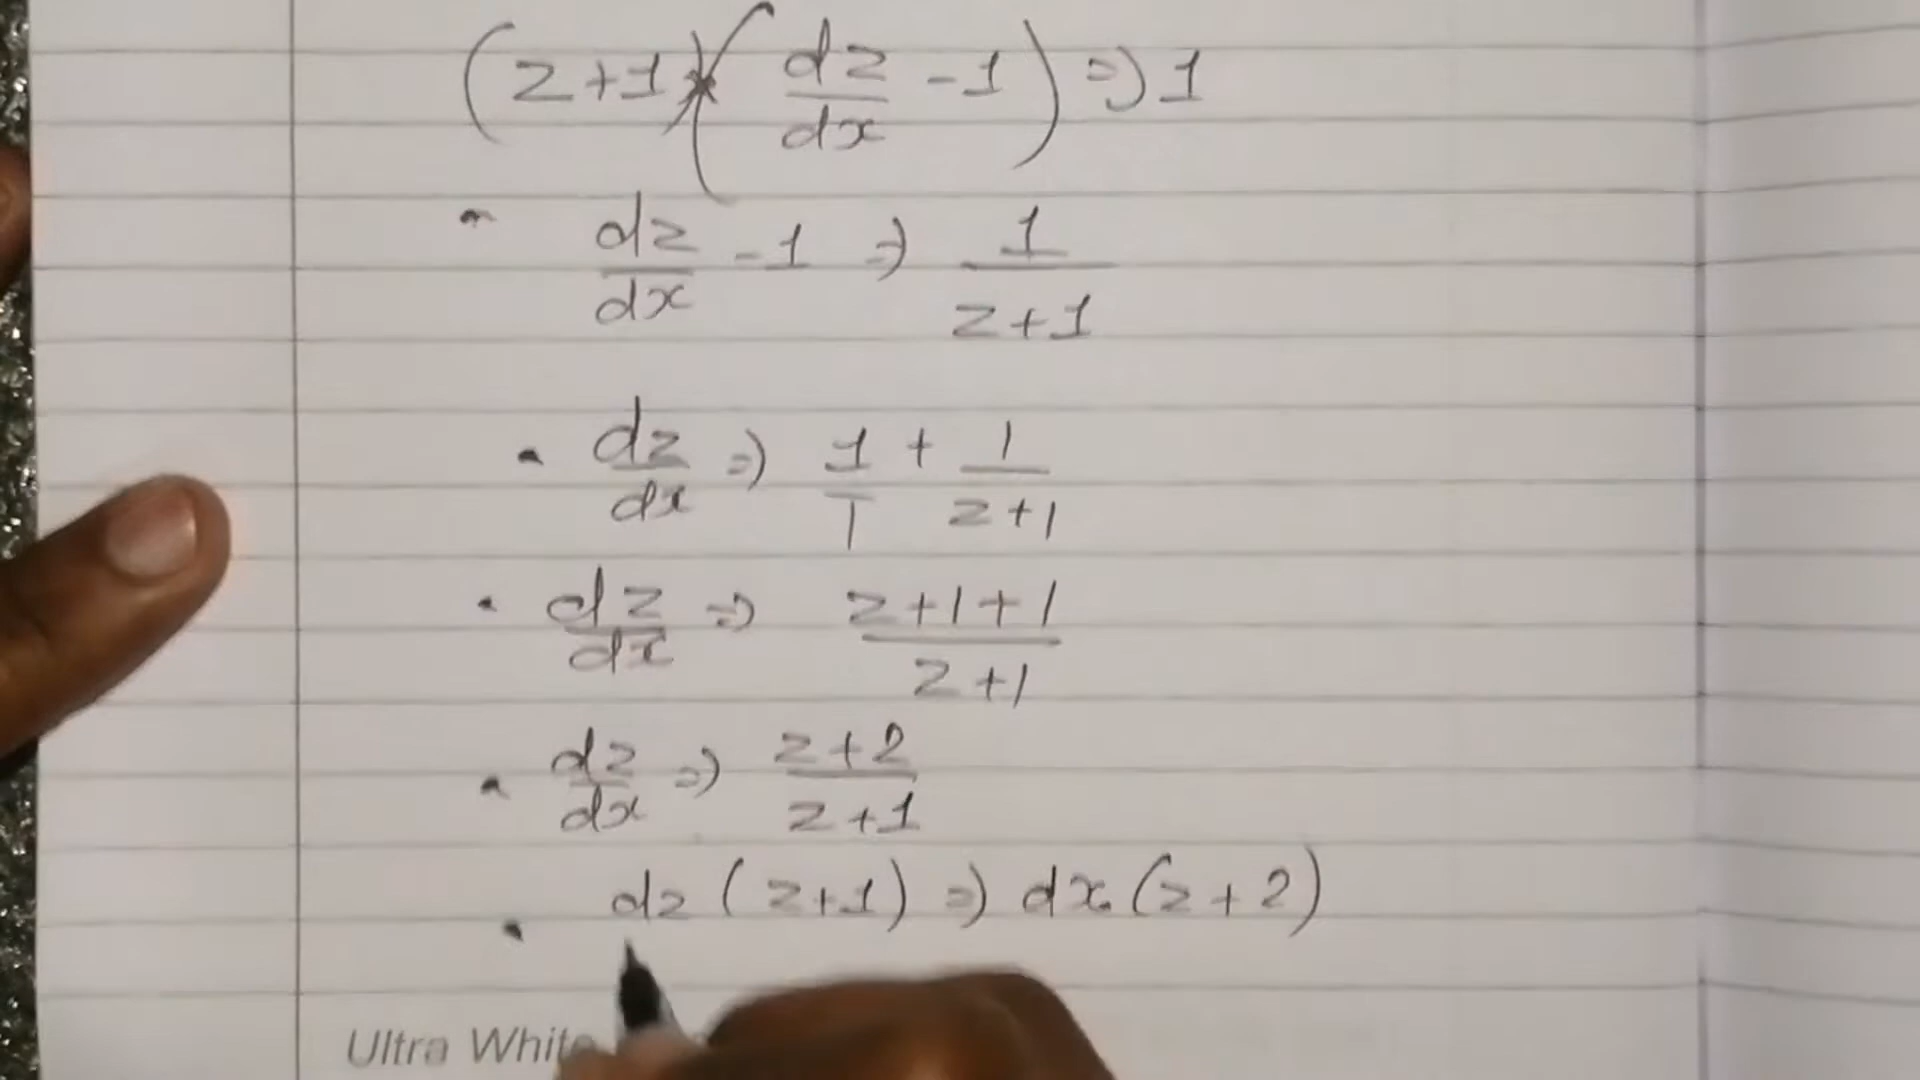 (z+1)(dz/dx -1) => 1
dz/dx -1 => 1/z+1
dz/dx => 1/1 + 1/z+1
dz/dx => z+1+1/z+1
dz/dx => z+2/z+1
dz(z+1) => dx.(z+2)
Ultra White